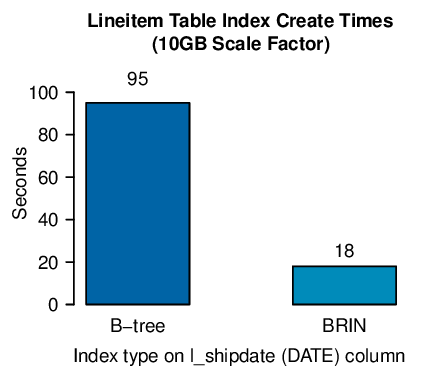 Lineitem Table Index Create Times
(10GB Scale Factor)
95
100
80
60
40
20
0
Seconds
18
B−tree
BRIN
Index type on l_shipdate (DATE) column